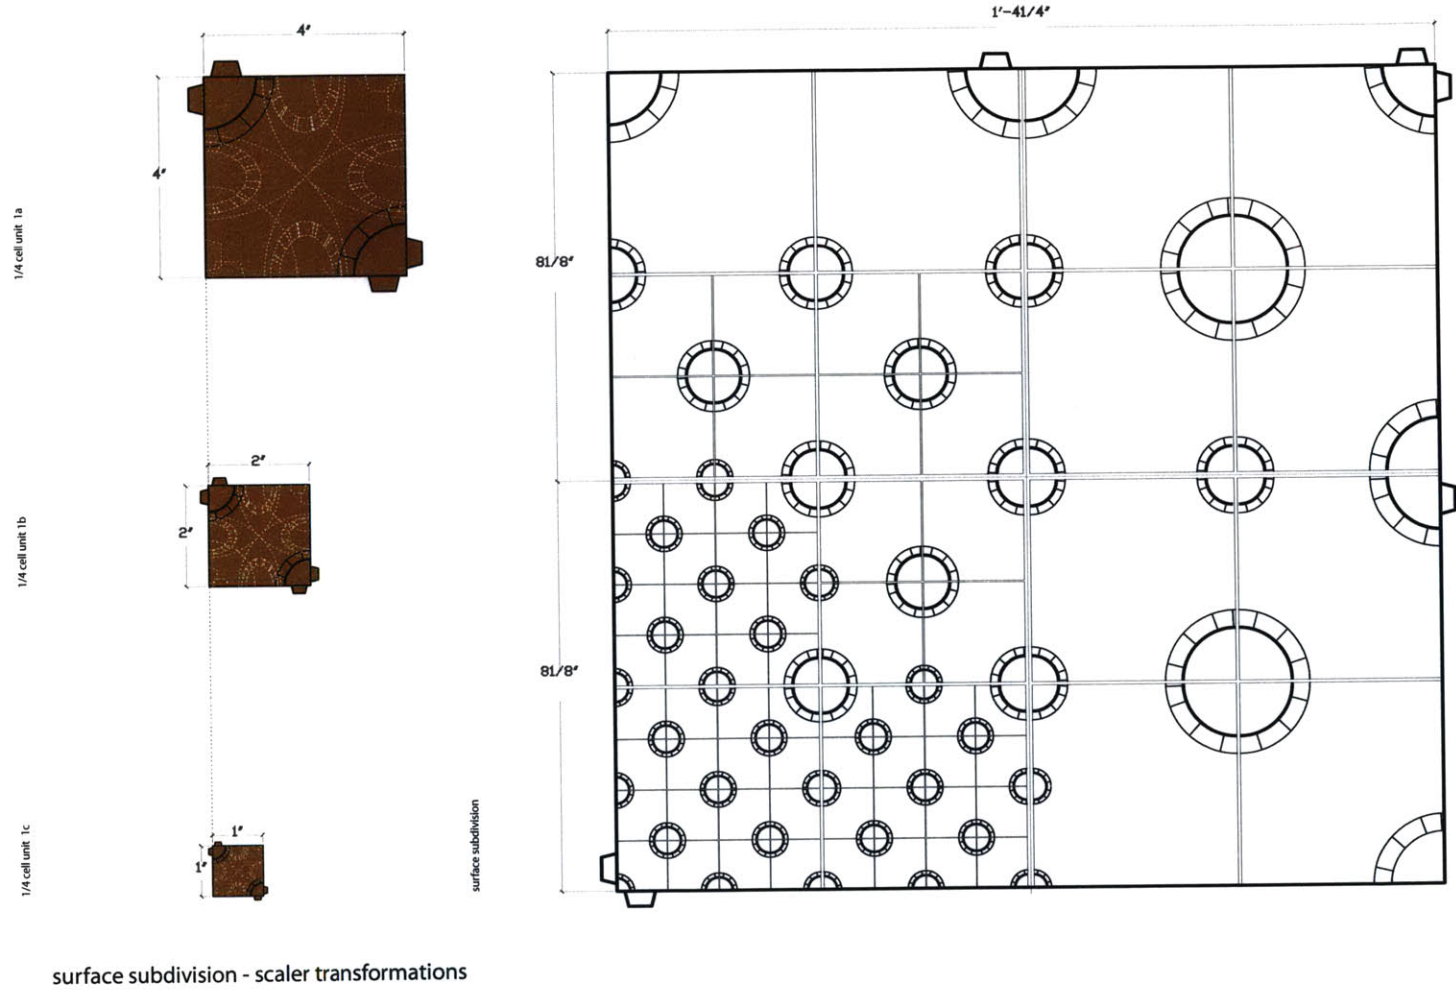 4"
4"
1/4 cell unit 1a
2"
2"
1/4 cell unit 1b
1"
1"
1/4 cell unit 1c
1'-41/4"
81/8"
81/8"
surface subdivision
surface subdivision - scaler transformations